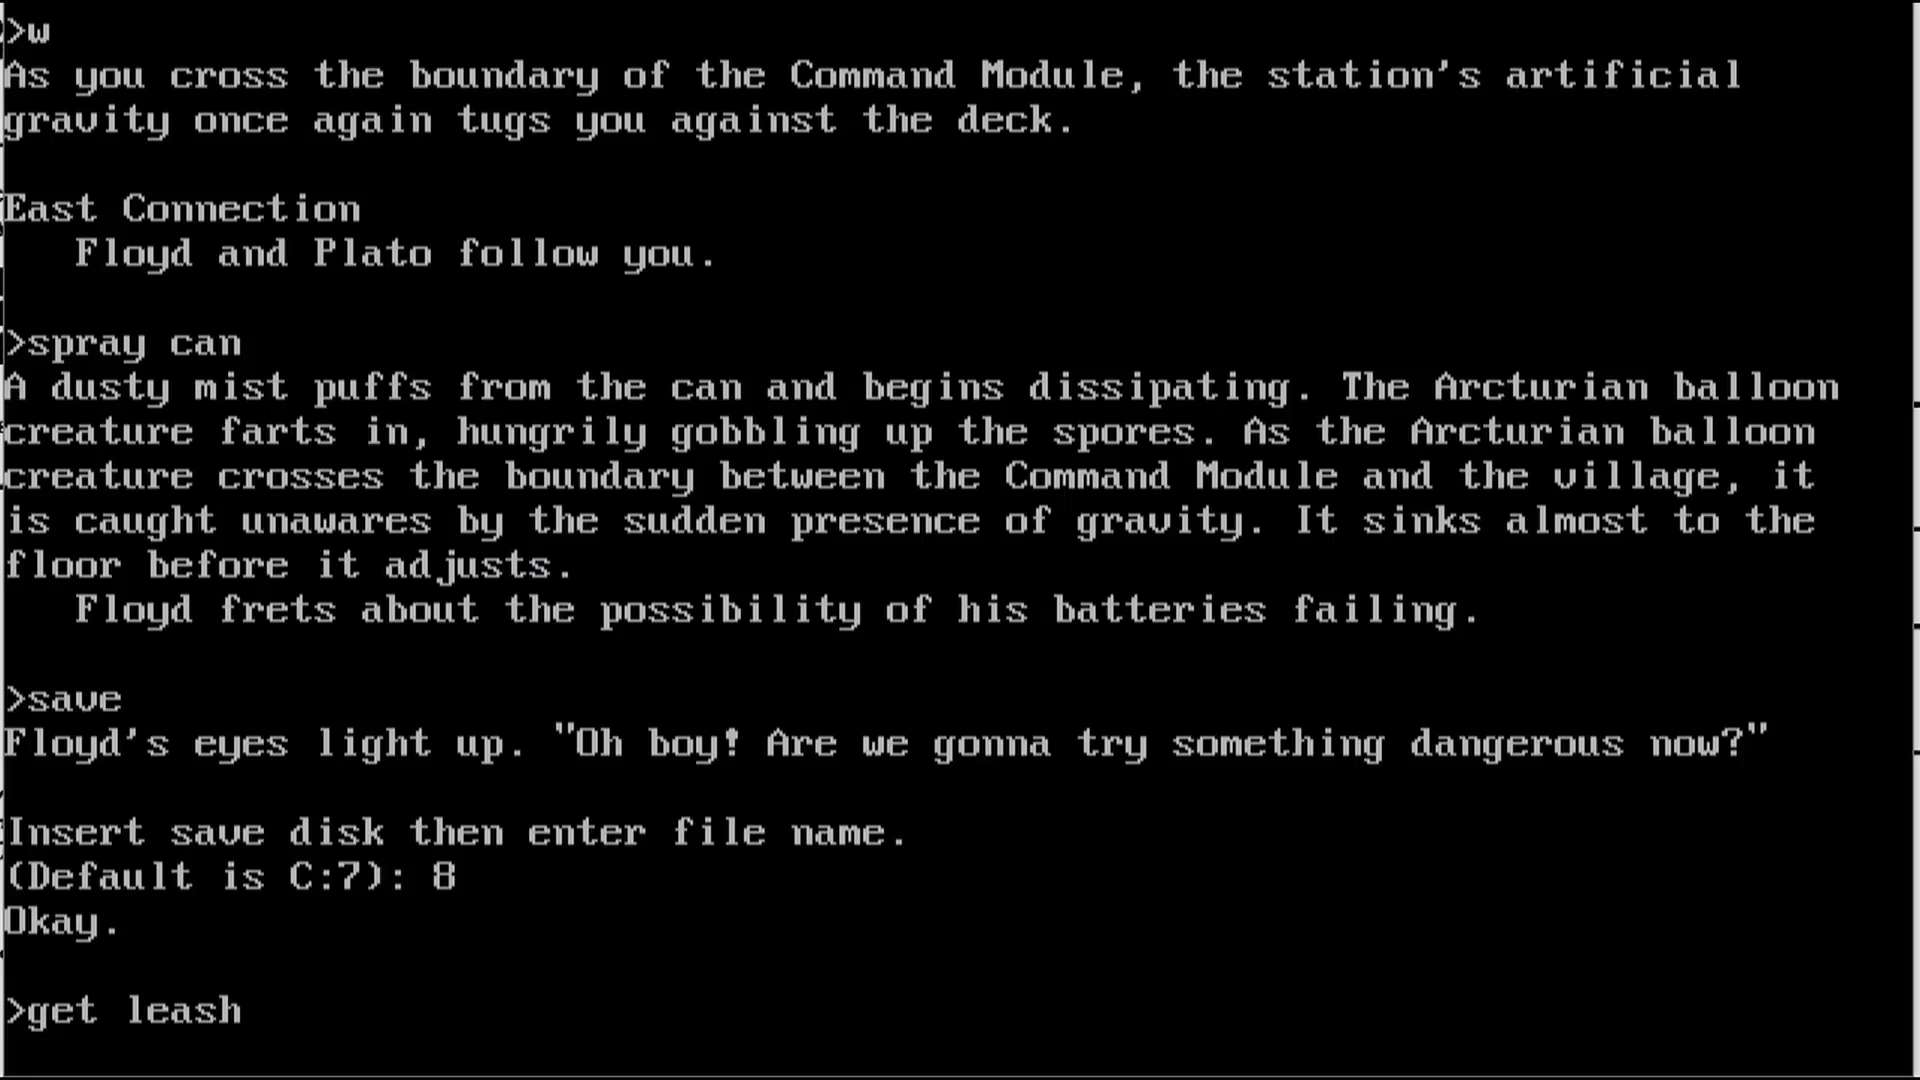 >w
As you cross the boundary of the Command Module, the station's artificial
gravity once again tugs you against the deck.
East Connection
Floyd and Plato follow you.
>spray can
A dusty mist puffs from the can and begins dissipating. The Arcturian balloon
creature farts in, hungrily gobbling up the spores. As the Arcturian balloon
creature crosses the boundary between the Command Module and the village, it
is caught unawares by the sudden presence of gravity. It sinks almost to the
floor before it adjusts.
Floyd frets about the possibility of his batteries failing.
>save
Floyd's eyes light up. "Oh boy! Are we gonna try something dangerous now?"
Insert save disk then enter file name.
(Default is C:7): 8
Okay.
>get leash